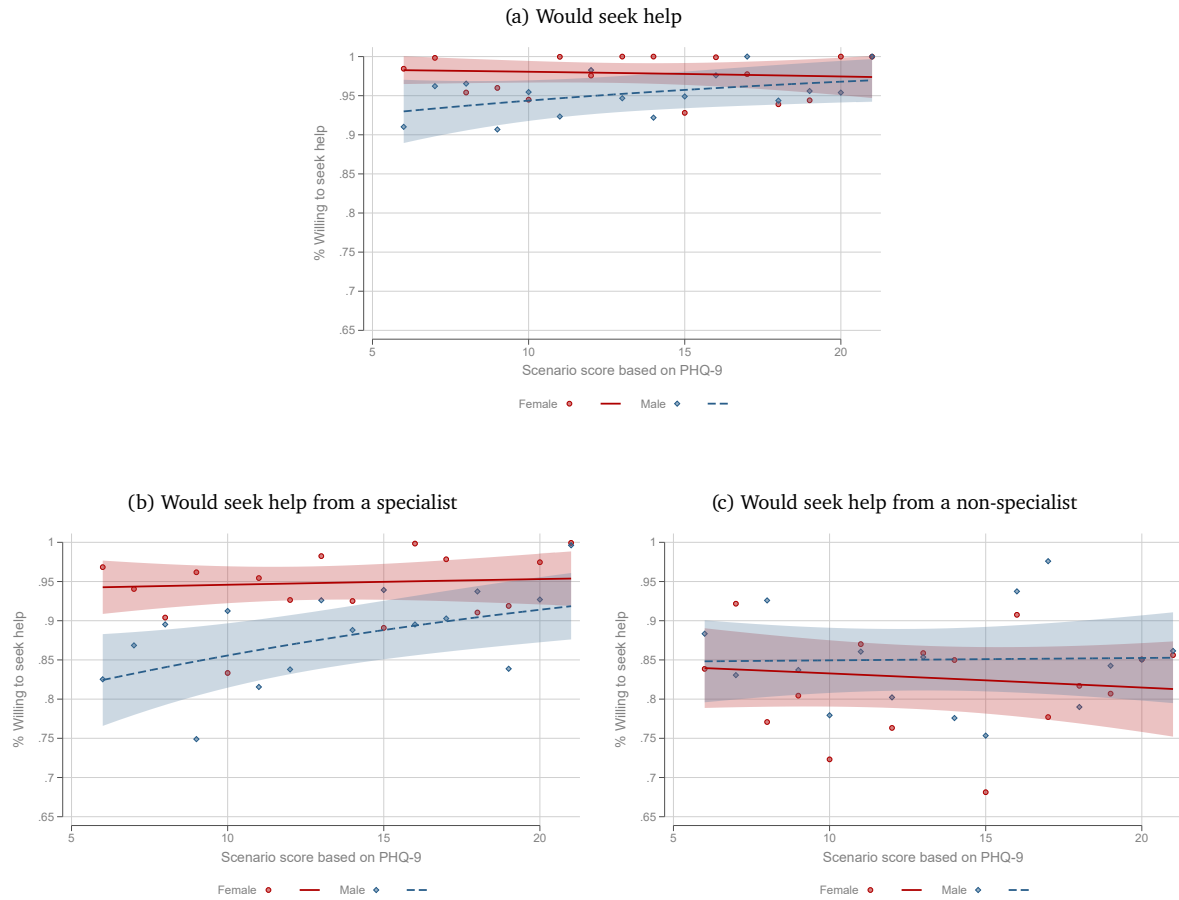 (a) Would seek help
1
.95
.9
.85
.8
.75
.7
.65
% Willing to seek help
5 10 15 20
Scenario score based on PHQ-9
Female Male
(b) Would seek help from a specialist
1
.95
.9
.85
.8
.75
.7
.65
% Willing to seek help
5 10 15 20
Scenario score based on PHQ-9
Female Male
(c) Would seek help from a non-specialist
1
.95
.9
.85
.8
.75
.7
.65
% Willing to seek help
5 10 15 20
Scenario score based on PHQ-9
Female Male